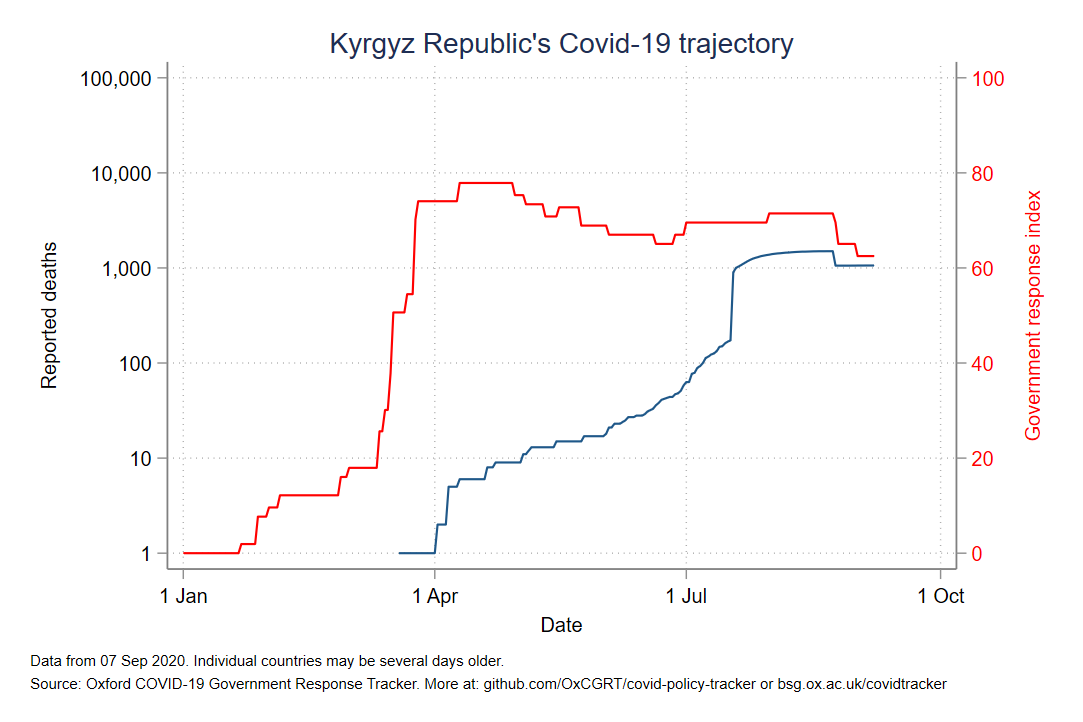 Kyrgyz Republic's Covid-19 trajectory
100,000
10,000
1,000
100
10
1
Reported deaths
100
80
60
40
20
0
Government response index
1 Jan
1 Apr
1 Jul
1 Oct
Date
Data from 07 Sep 2020. Individual countries may be several days older.
Source: Oxford COVID-19 Government Response Tracker. More at: github.com/OxCGRT/covid-policy-tracker or bsg.ox.ac.uk/covidtracker